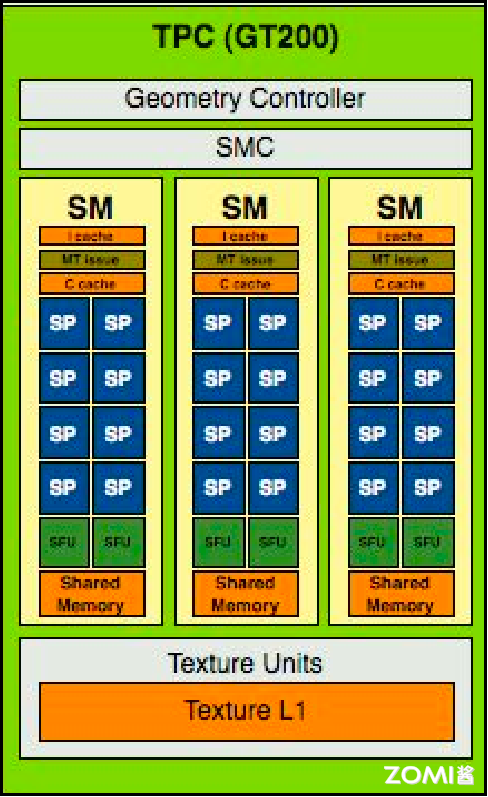 TPC (GT200)
Geometry Controller
SMC
SM SM SM
I cache I cache I cache
MT issue MT issue MT issue
C cache C cache C cache
SP SP SP SP SP SP
SP SP SP SP SP SP
SP SP SP SP SP SP
SP SP SP SP SP SP
SFU SFU SFU SFU SFU SFU
Shared Shared Shared
Memory Memory Memory
Texture Units
Texture L1
ZOMI酱